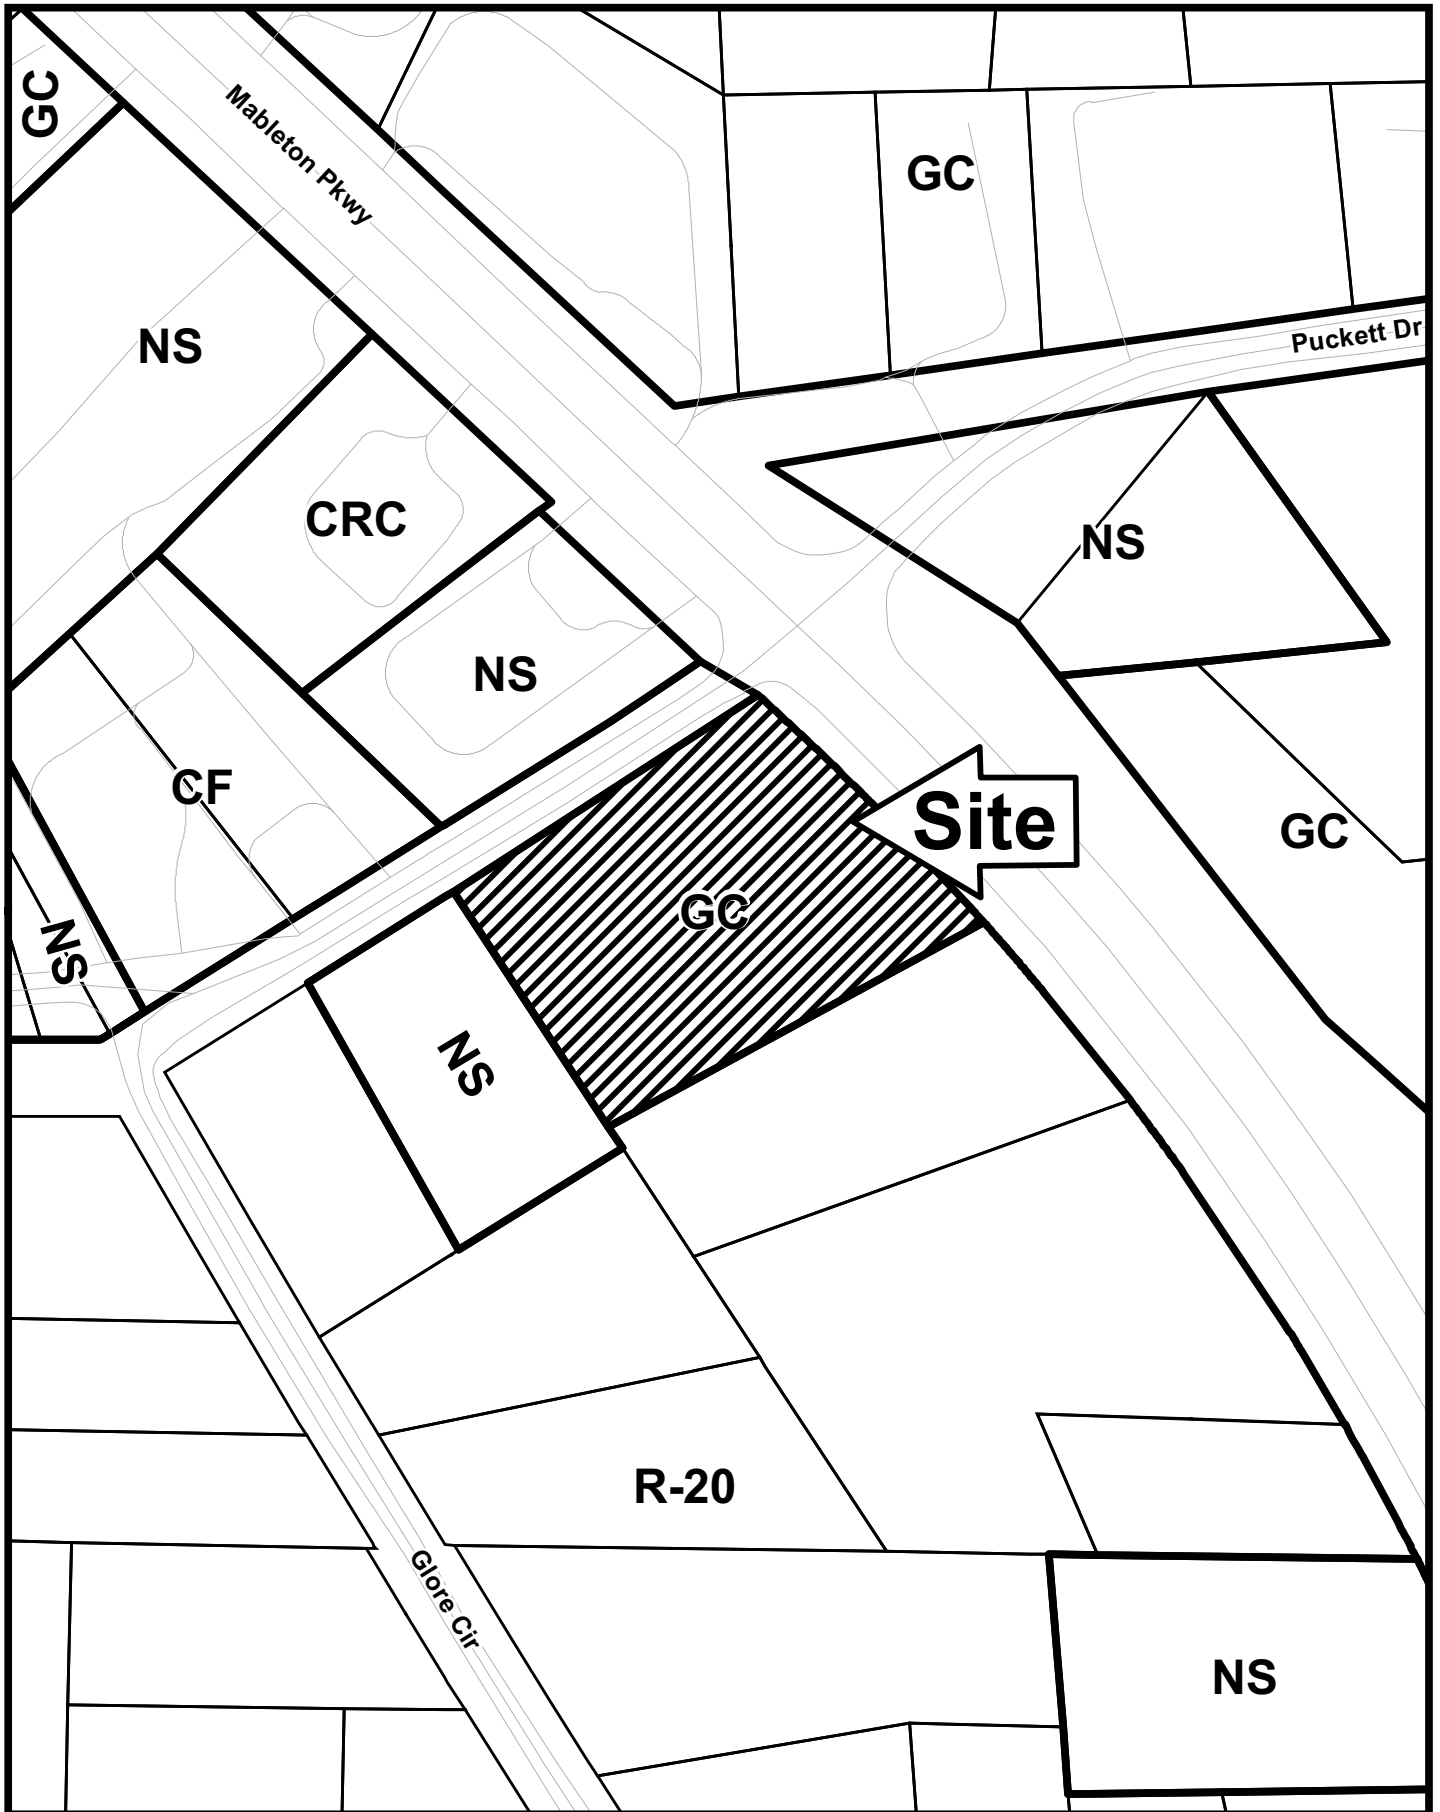 GC
Mableton Pkwy
GC
Puckett Dr
NS
CRC
NS
NS
CF
Site
GC
GC
NS
NS
R-20
Glore Cir
NS